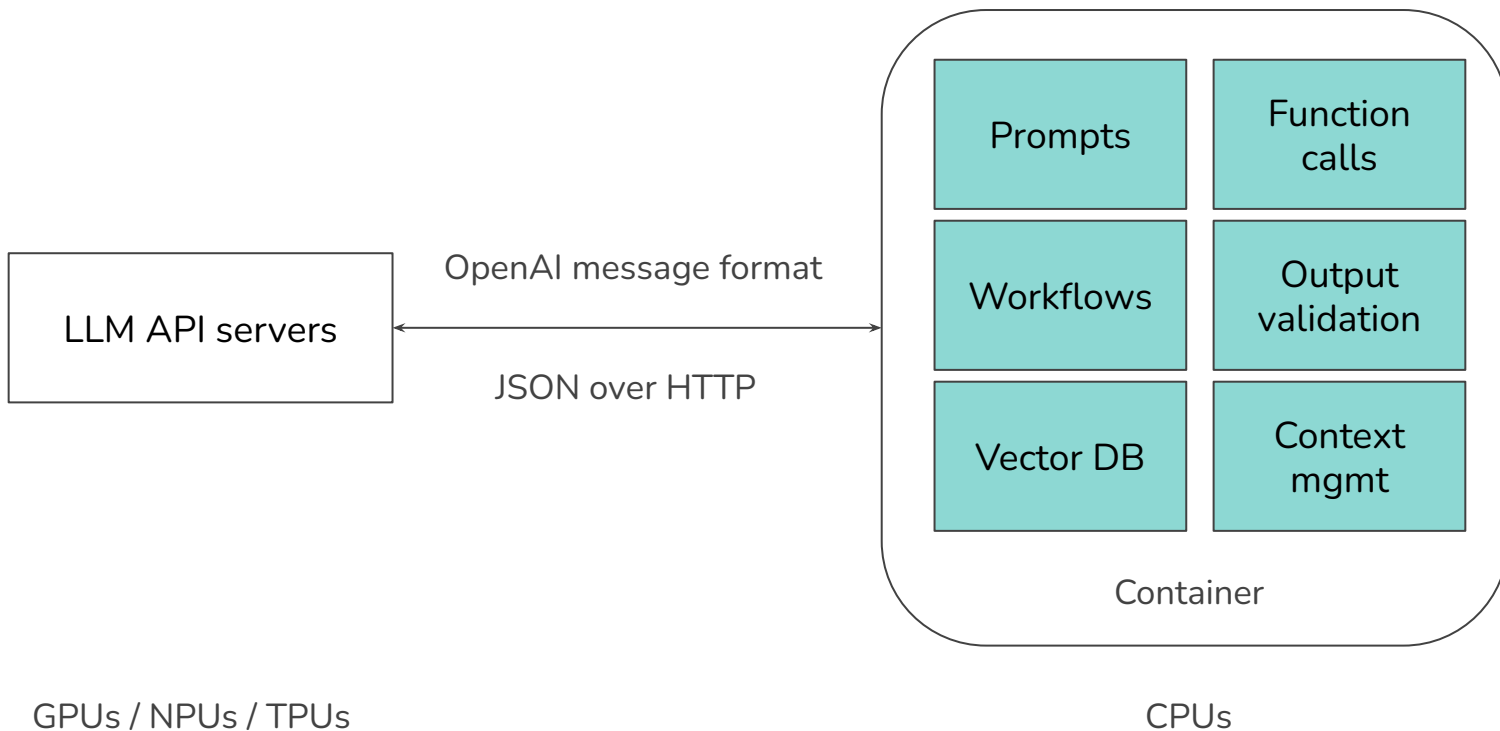 LLM API servers
OpenAI message format
JSON over HTTP
Prompts
Function
calls
Workflows
Output
validation
Vector DB
Context
mgmt
Container
GPUs / NPUs / TPUs
CPUs